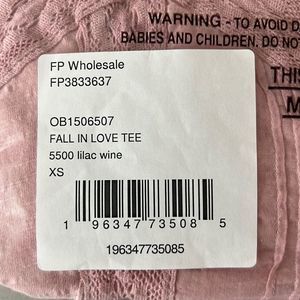 WARNING - TO AVOID D
BABIES AND CHILDREN. DO NO
FP Wholesale
FP3833637
OB1506507
FALL IN LOVE TEE
5500 lilac wine
XS
1 96347 73508 5
196347735085